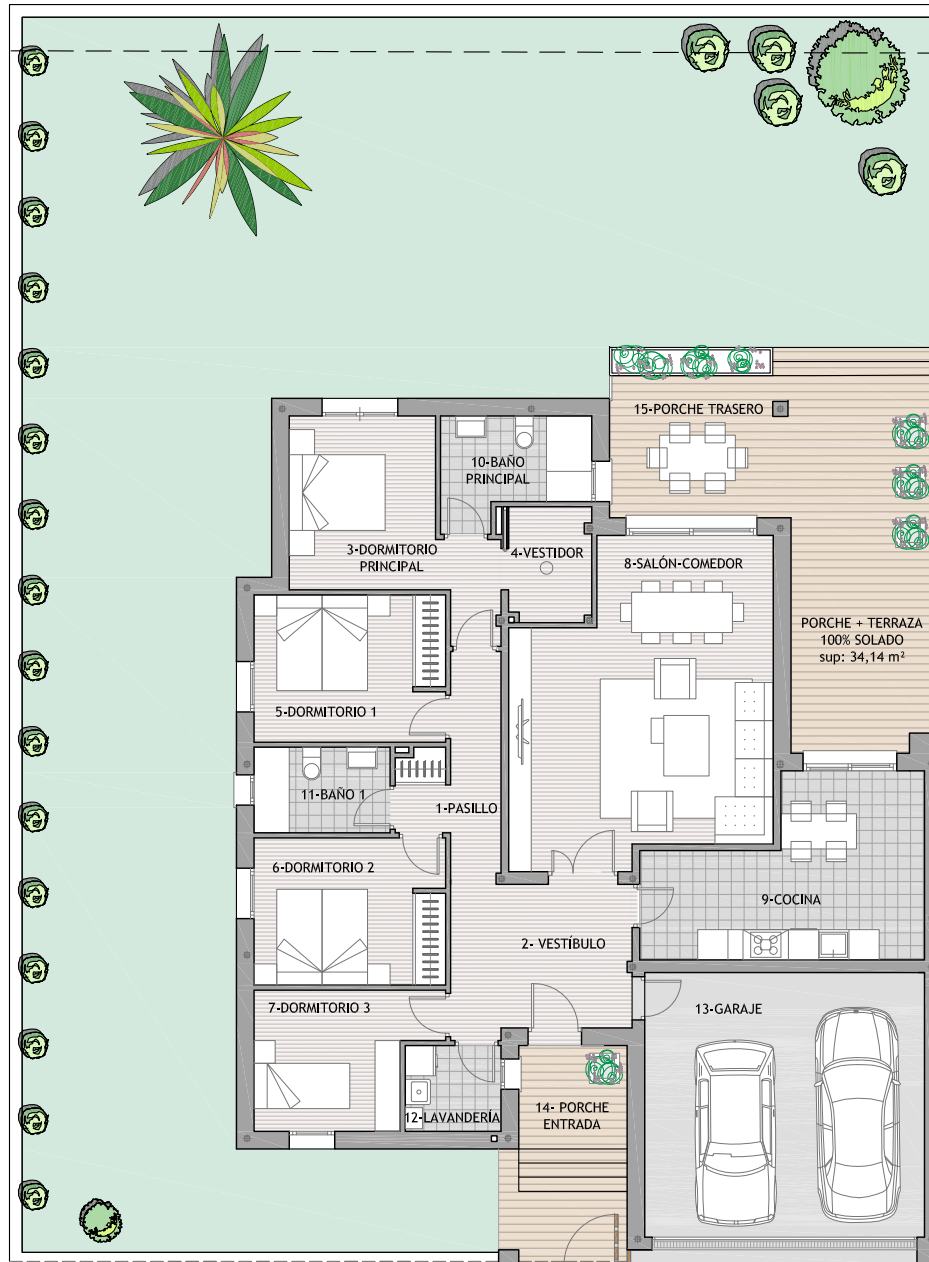 15-PORCHE TRASERO
10-BAÑO
PRINCIPAL
3-DORMITORIO
PRINCIPAL
4-VESTIDOR
8-SALÓN-COMEDOR
PORCHE + TERRAZA
100% SOLADO
sup: 34,14 m²
5-DORMITORIO 1
11-BAÑO 1
1-PASILLO
6-DORMITORIO 2
9-COCINA
2- VESTÍBULO
7-DORMITORIO 3
13-GARAJE
12-LAVANDERÍA
14- PORCHE
ENTRADA